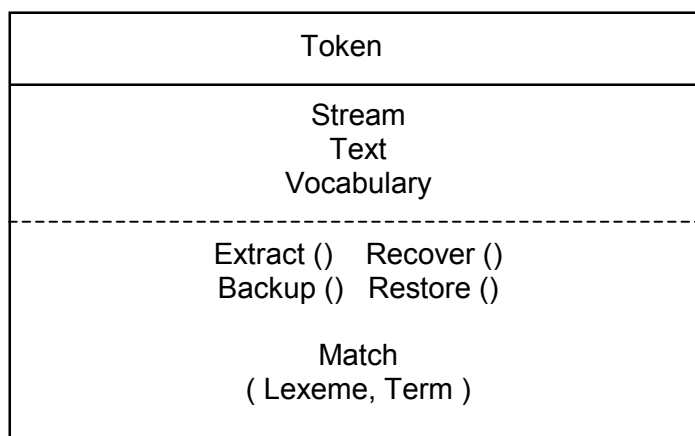 Token
Stream
Text
Vocabulary
Extract ()    Recover ()
Backup ()   Restore ()
Match
( Lexeme, Term )